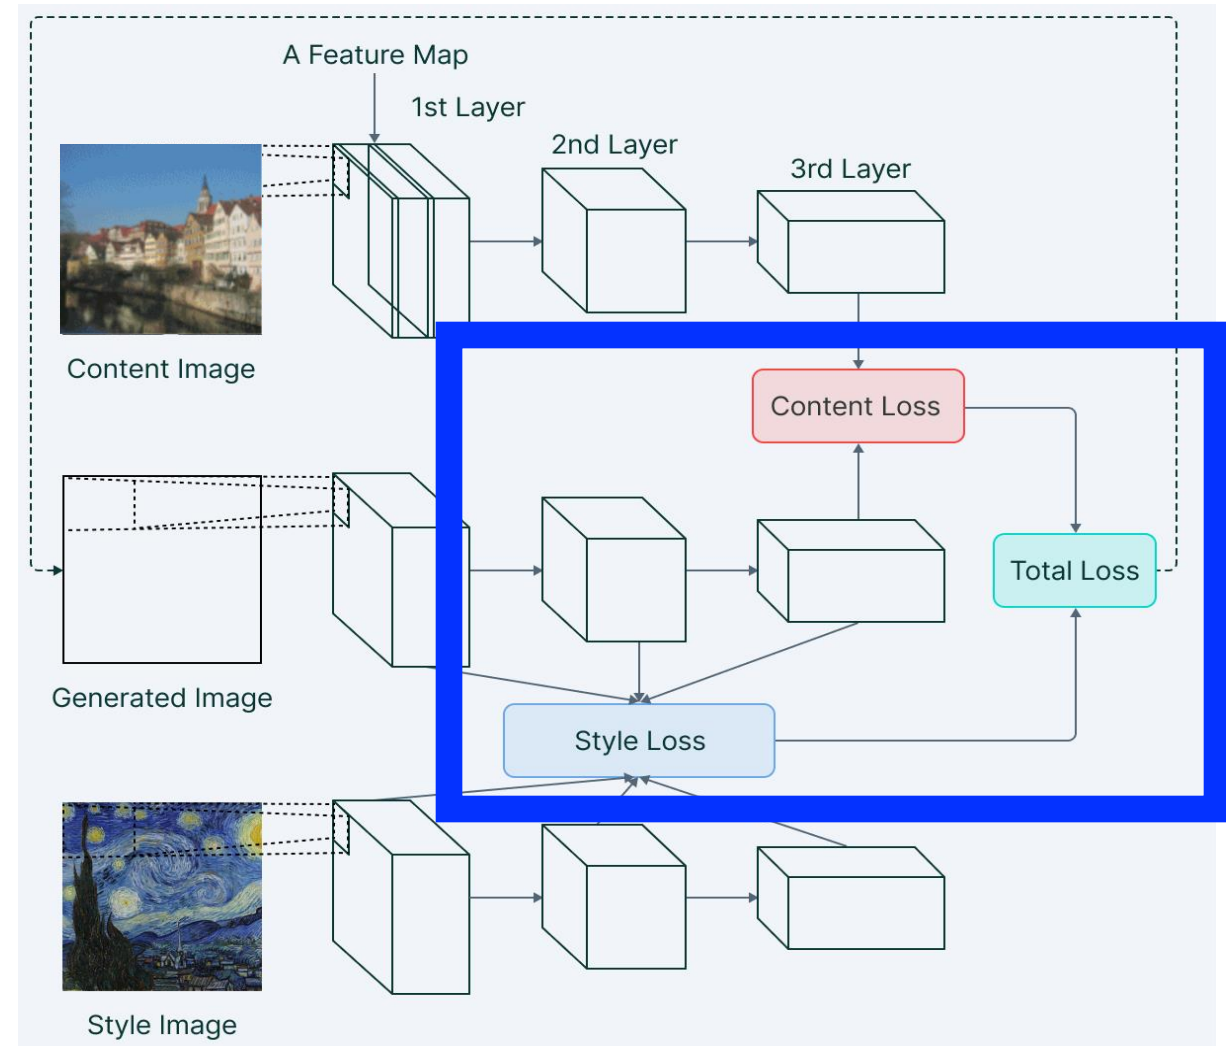 A Feature Map
1st Layer
2nd Layer
3rd Layer
Content Image
Content Loss
Total Loss
Generated Image
Style Loss
Style Image